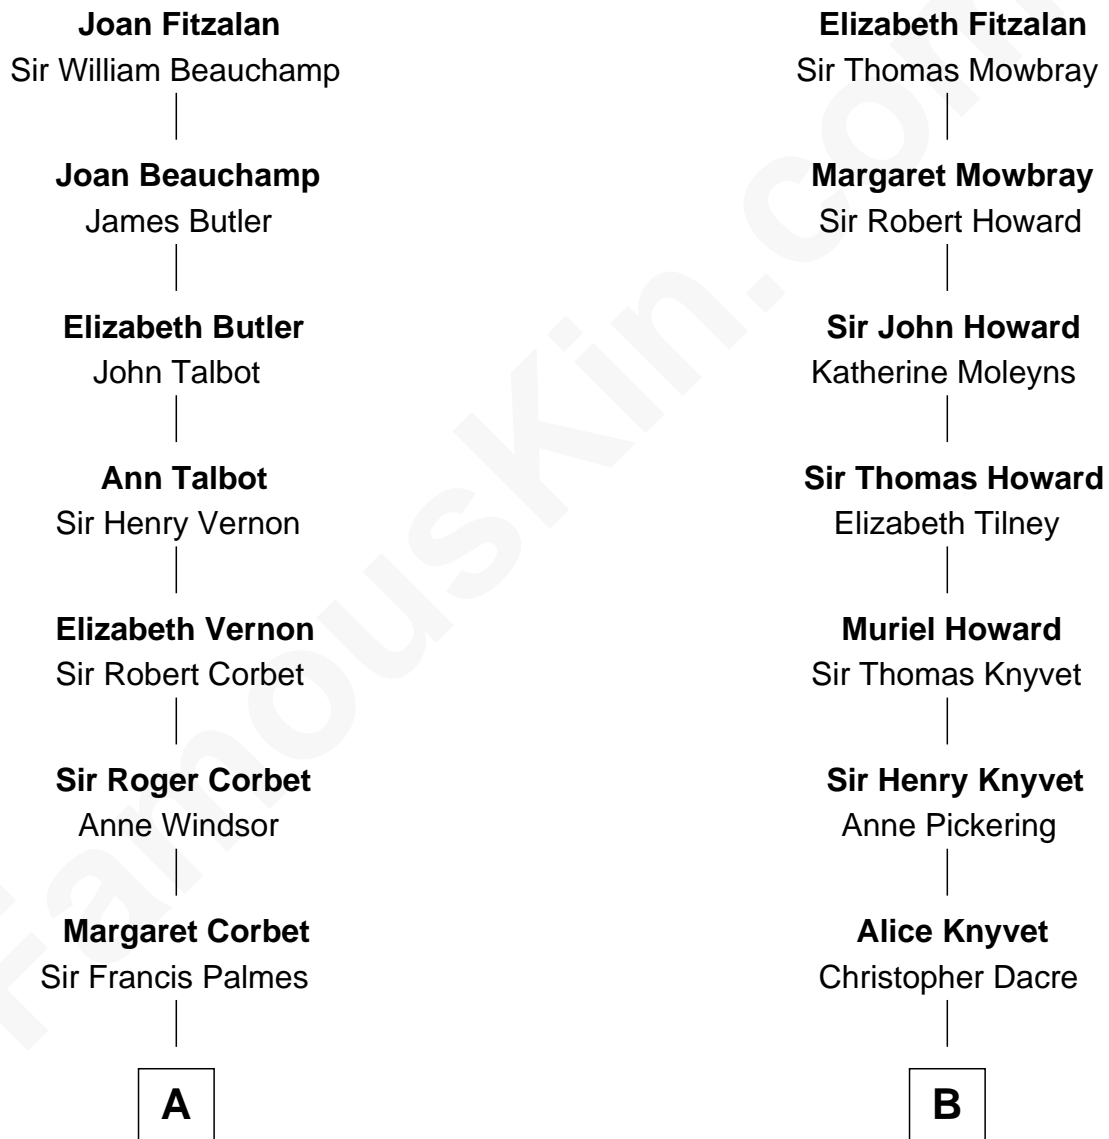 Joan Fitzalan
Sir William Beauchamp
Joan Beauchamp
James Butler
Elizabeth Butler
John Talbot
Ann Talbot
Sir Henry Vernon
Elizabeth Vernon
Sir Robert Corbet
Sir Roger Corbet
Anne Windsor
Margaret Corbet
Sir Francis Palmes
A
Elizabeth Fitzalan
Sir Thomas Mowbray
Margaret Mowbray
Sir Robert Howard
Sir John Howard
Katherine Moleyns
Sir Thomas Howard
Elizabeth Tilney
Muriel Howard
Sir Thomas Knyvet
Sir Henry Knyvet
Anne Pickering
Alice Knyvet
Christopher Dacre
B
FamousKin.com